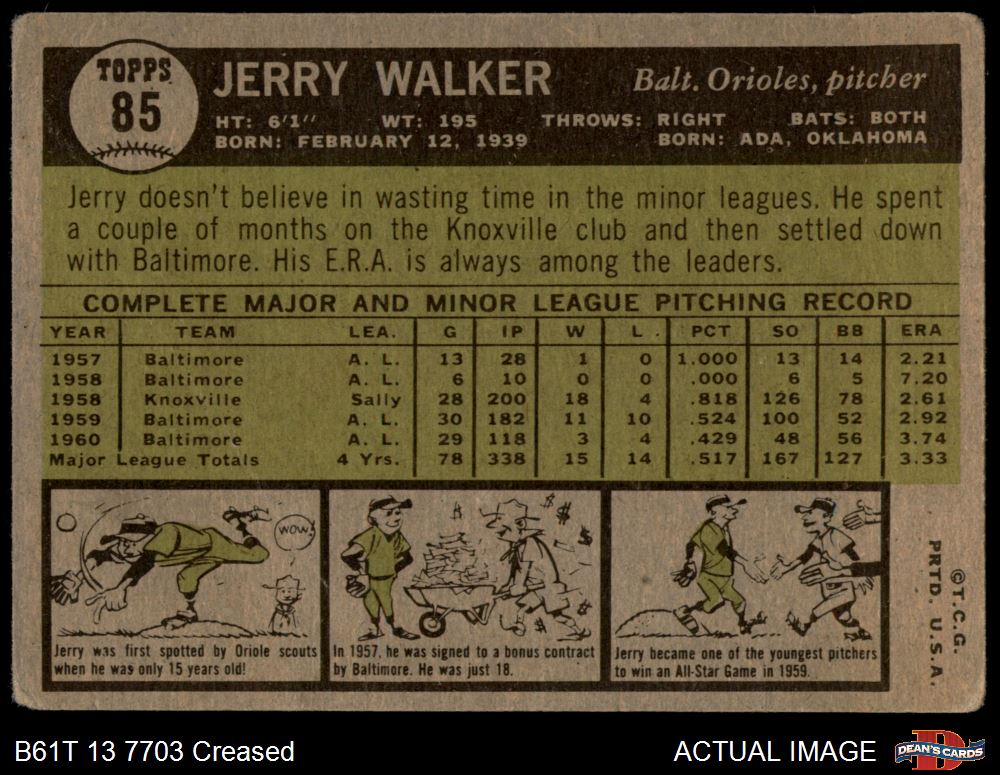 TOPPS
85
JERRY WALKER Balt. Orioles, pitcher
HT: 6'1" WT: 195 THROWS: RIGHT BATS: BOTH
BORN: FEBRUARY 12, 1939 BORN: ADA, OKLAHOMA
Jerry doesn't believe in wasting time in the minor leagues. He spent
a couple of months on the Knoxville club and then settled down
with Baltimore. His E.R.A. is always among the leaders.
COMPLETE MAJOR AND MINOR LEAGUE PITCHING RECORD
YEAR TEAM LEA. G IP W L. PCT SO BB ERA
1957 Baltimore A. L. 13 28 1 0 1.000 13 14 2.21
1958 Baltimore A. L. 6 10 0 0 .000 6 5 7.20
1958 Knoxville Sally 28 200 18 4 .818 126 78 2.61
1959 Baltimore A. L. 30 182 11 10 .524 100 52 2.92
1960 Baltimore A. L. 29 118 3 4 .429 48 56 3.74
Major League Totals 4 Yrs. 78 338 15 14 .517 167 127 3.33
WOW!
Jerry was first spotted by Oriole scouts
when he was only 15 years old!
$ $ $ $ $ $
In 1957, he was signed to a bonus contract
by Baltimore. He was just 18.
Jerry became one of the youngest pitchers
to win an All-Star Game in 1959.
©T.C.G.
PRTD. U.S.A.
B61T 13 7703 Creased ACTUAL IMAGE
D
DEAN'S CARDS